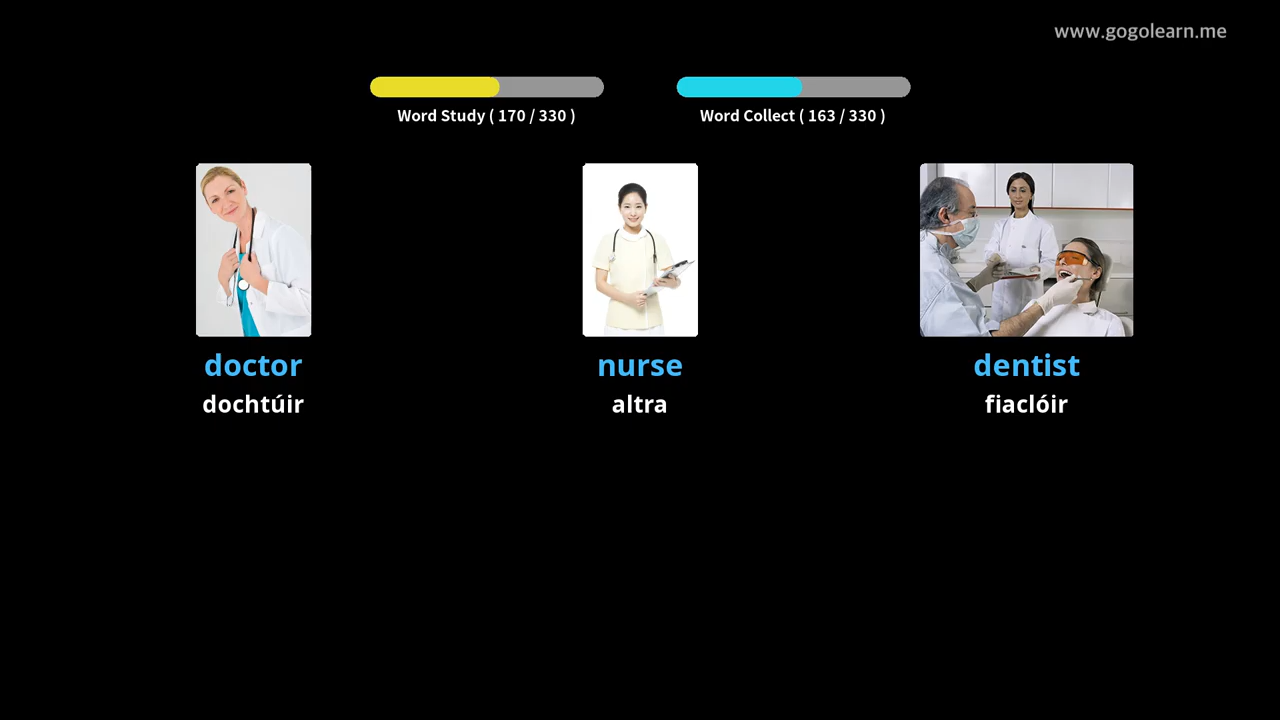 www.gogolearn.me
Word Study ( 170 / 330 )
Word Collect ( 163 / 330 )
doctor
dochtúir
nurse
altra
dentist
fiaclóir